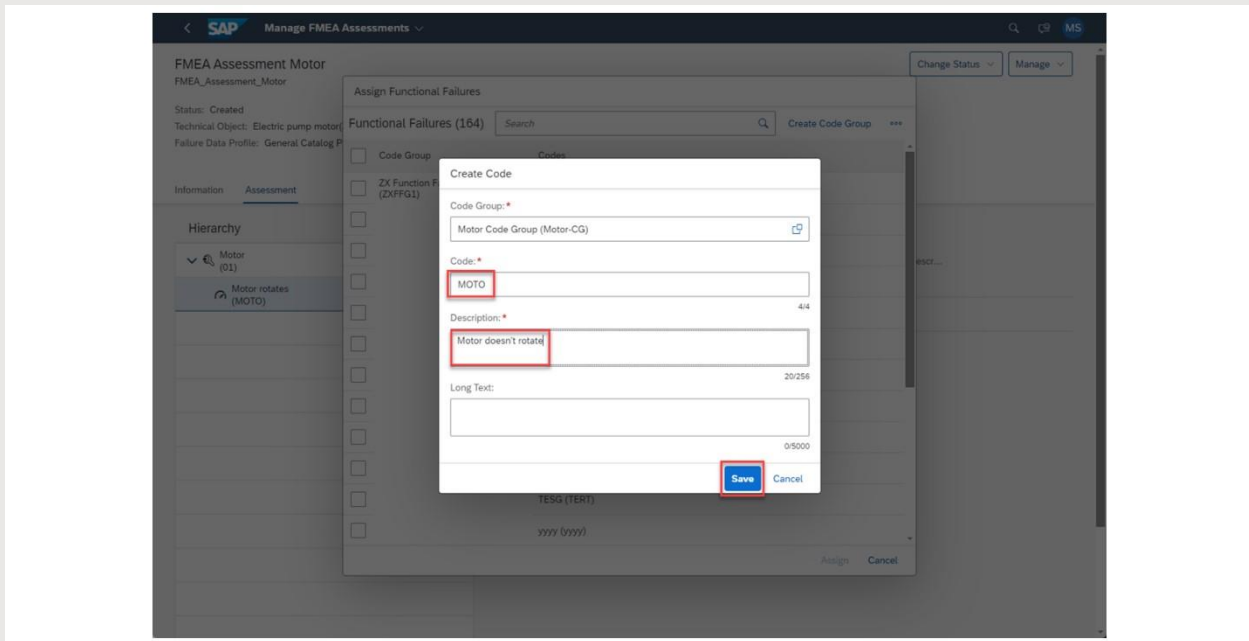 SAP Manage FMEA Assessments MS
FMEA Assessment Motor Change Status Manage
FMEA_Assessment_Motor
Status: Created
Technical Object: Electric pump motor(
Failure Data Profile: General Catalog P
Information Assessment
Hierarchy
Motor
(01)
Motor rotates
(MOTO)
escr...
Assign Functional Failures
Functional Failures (164) Search Create Code Group •••
Code Group Codes
ZX Function F
(ZXFFG1)
TESG (TERT)
yyyy (yyyy)
Assign Cancel
Create Code
Code Group: *
Motor Code Group (Motor-CG)
Code: *
MOTO
4/4
Description: *
Motor doesn't rotate
20/256
Long Text:
0/5000
Save Cancel